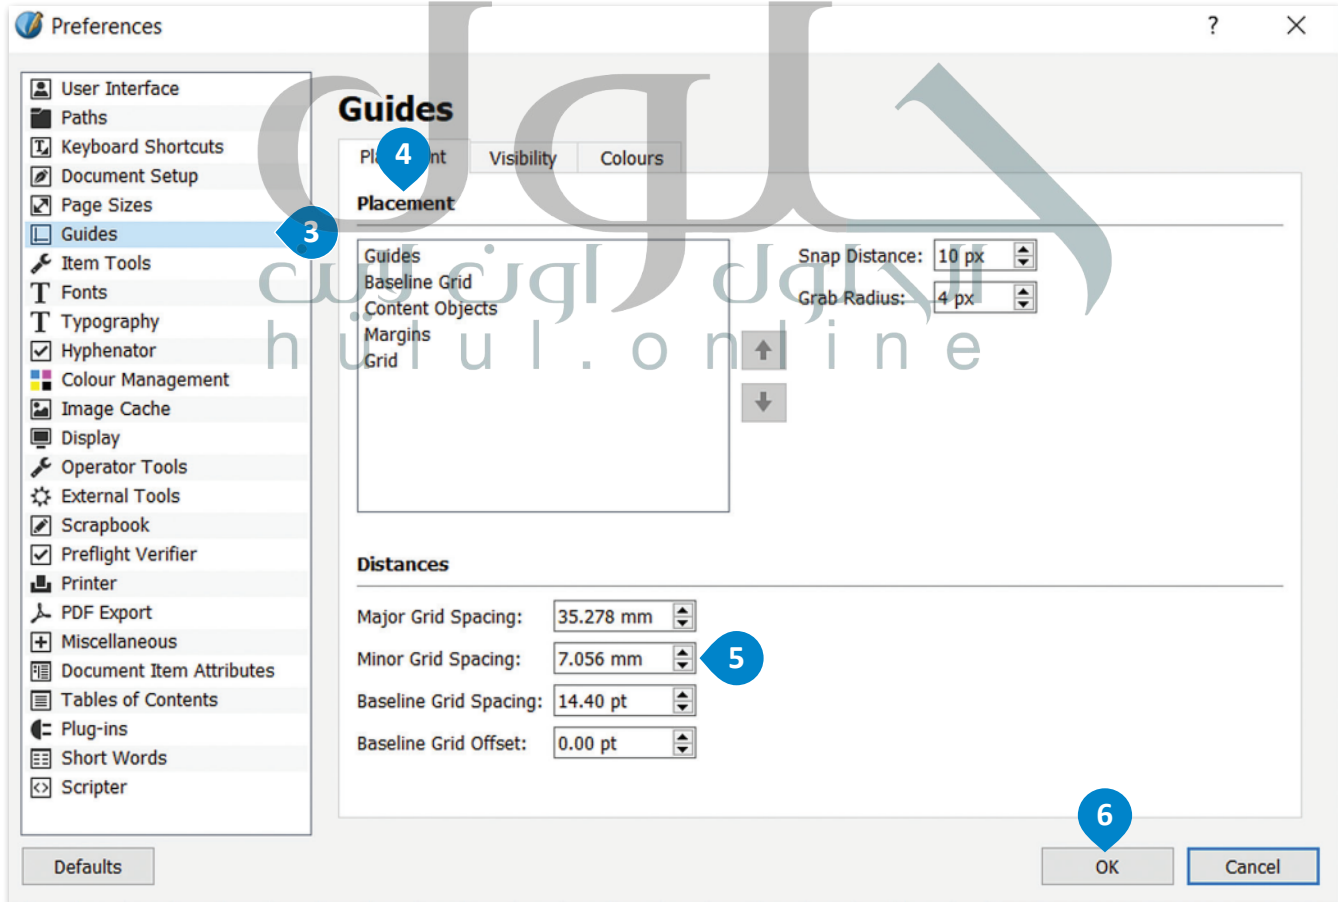 Preferences
?
User Interface
Paths
Keyboard Shortcuts
Document Setup
Page Sizes
Guides
Item Tools
Fonts
Typography
Hyphenator
Colour Management
Image Cache
Display
Operator Tools
External Tools
Scrapbook
Preflight Verifier
Printer
PDF Export
Miscellaneous
Document Item Attributes
Tables of Contents
Plug-ins
Short Words
Scripter
3
Guides
4
Visibility
Colours
Placement
Guides
Baseline Grid
Content Objects
Margins
Grid
Snap Distance: 10 px
Grab Radius: 4 px
Distances
Major Grid Spacing: 35.278 mm
Minor Grid Spacing: 7.056 mm
5
Baseline Grid Spacing: 14.40 pt
Baseline Grid Offset: 0.00 pt
6
Defaults
OK
Cancel
حلول
الحلول اون لاين
hülul.online